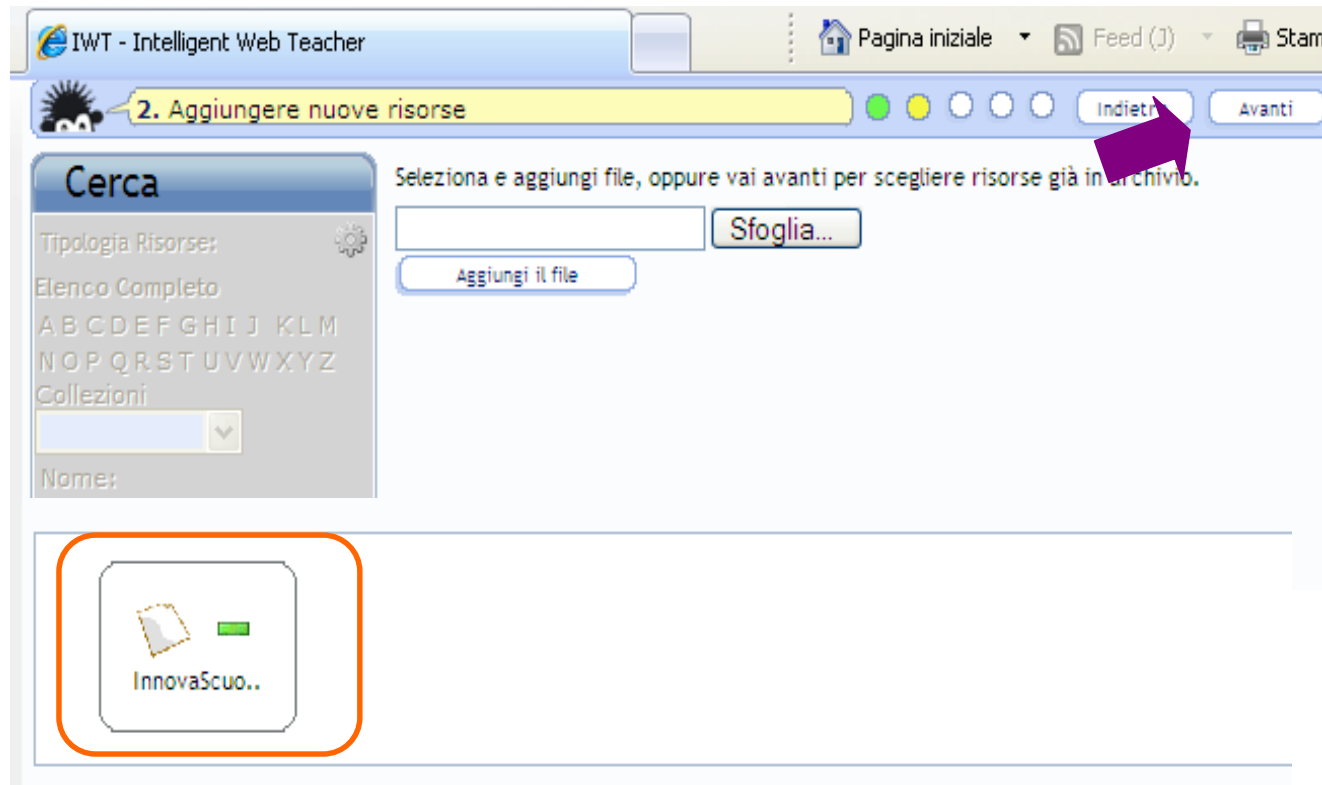 IWT - Intelligent Web Teacher
Pagina iniziale
Feed (J)
Stam
2. Aggiungere nuove risorse
Indietro
Avanti
Cerca
Seleziona e aggiungi file, oppure vai avanti per scegliere risorse già in archivio.
Sfoglia...
Aggiungi il file
Tipologia Risorse:
Elenco Completo
A B C D E F G H I J K L M
N O P Q R S T U V W X Y Z
Collezioni
Nome:
InnovaScuo..